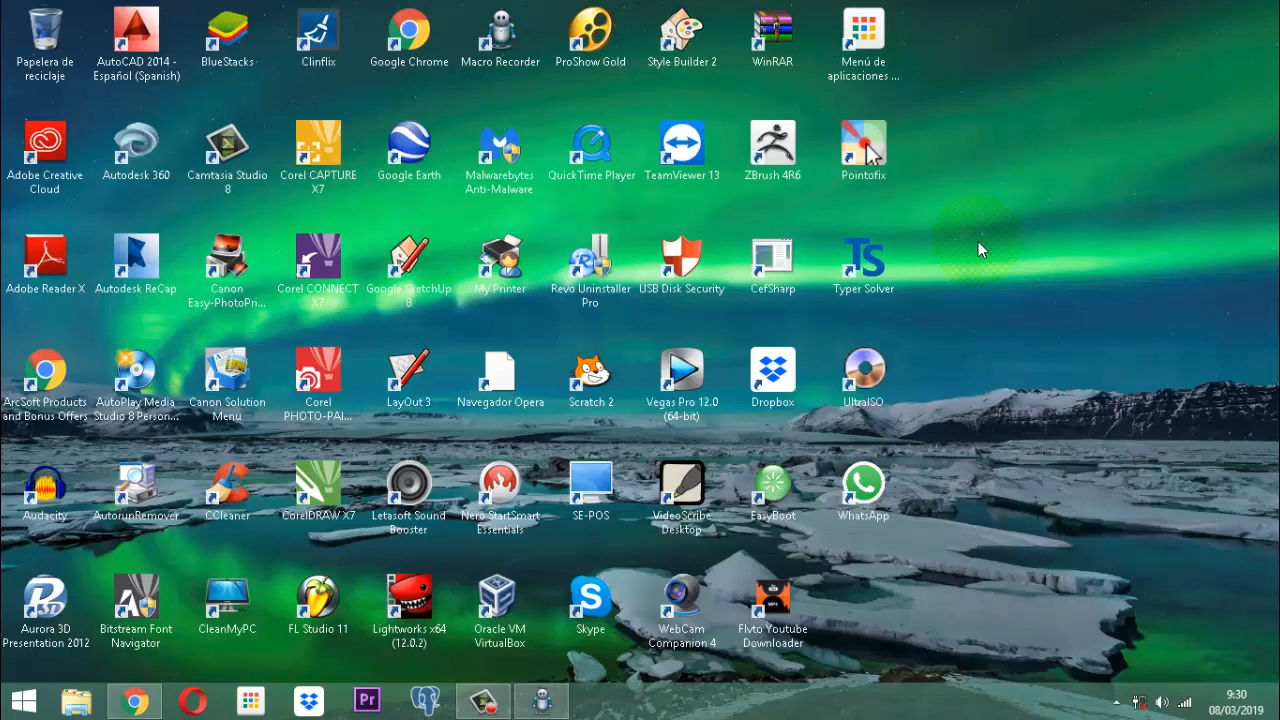 Papelera de
reciclaje
AutoCAD 2014 -
Español (Spanish)
BlueStacks
Clinflix
Google Chrome
Macro Recorder
ProShow Gold
Style Builder 2
WinRAR
Menú de
aplicaciones ...
Adobe Creative
Cloud
Autodesk 360
Camtasia Studio
8
Corel CAPTURE
X7
Google Earth
Malwarebytes
Anti-Malware
QuickTime Player
TeamViewer 13
ZBrush 4R6
Pointofix
Adobe Reader X
Autodesk ReCap
Canon
Easy-PhotoPri...
Corel CONNECT
X7
Google SketchUp
8
My Printer
Revo Uninstaller
Pro
USB Disk Security
CefSharp
TS
Typer Solver
ArcSoft Products
and Bonus Offers
AutoPlay Media
Studio 8 Person...
Canon Solution
Menu
Corel
PHOTO-PAI...
LayOut 3
Navegador Opera
Scratch 2
Vegas Pro 12.0
(64-bit)
Dropbox
UltraISO
Audacity
AutorunRemover
CCleaner
CorelDRAW X7
Letasoft Sound
Booster
Nero StartSmart
Essentials
SE-POS
VideoScribe
Desktop
EasyBoot
WhatsApp
Aurora 3D
Presentation 2012
Bitstream Font
Navigator
CleanMyPC
FL Studio 11
Lightworks x64
(12.0.2)
Oracle VM
VirtualBox
Skype
WebCam
Companion 4
MP3
Flvto Youtube
Downloader
Pr
9:30
08/03/2019